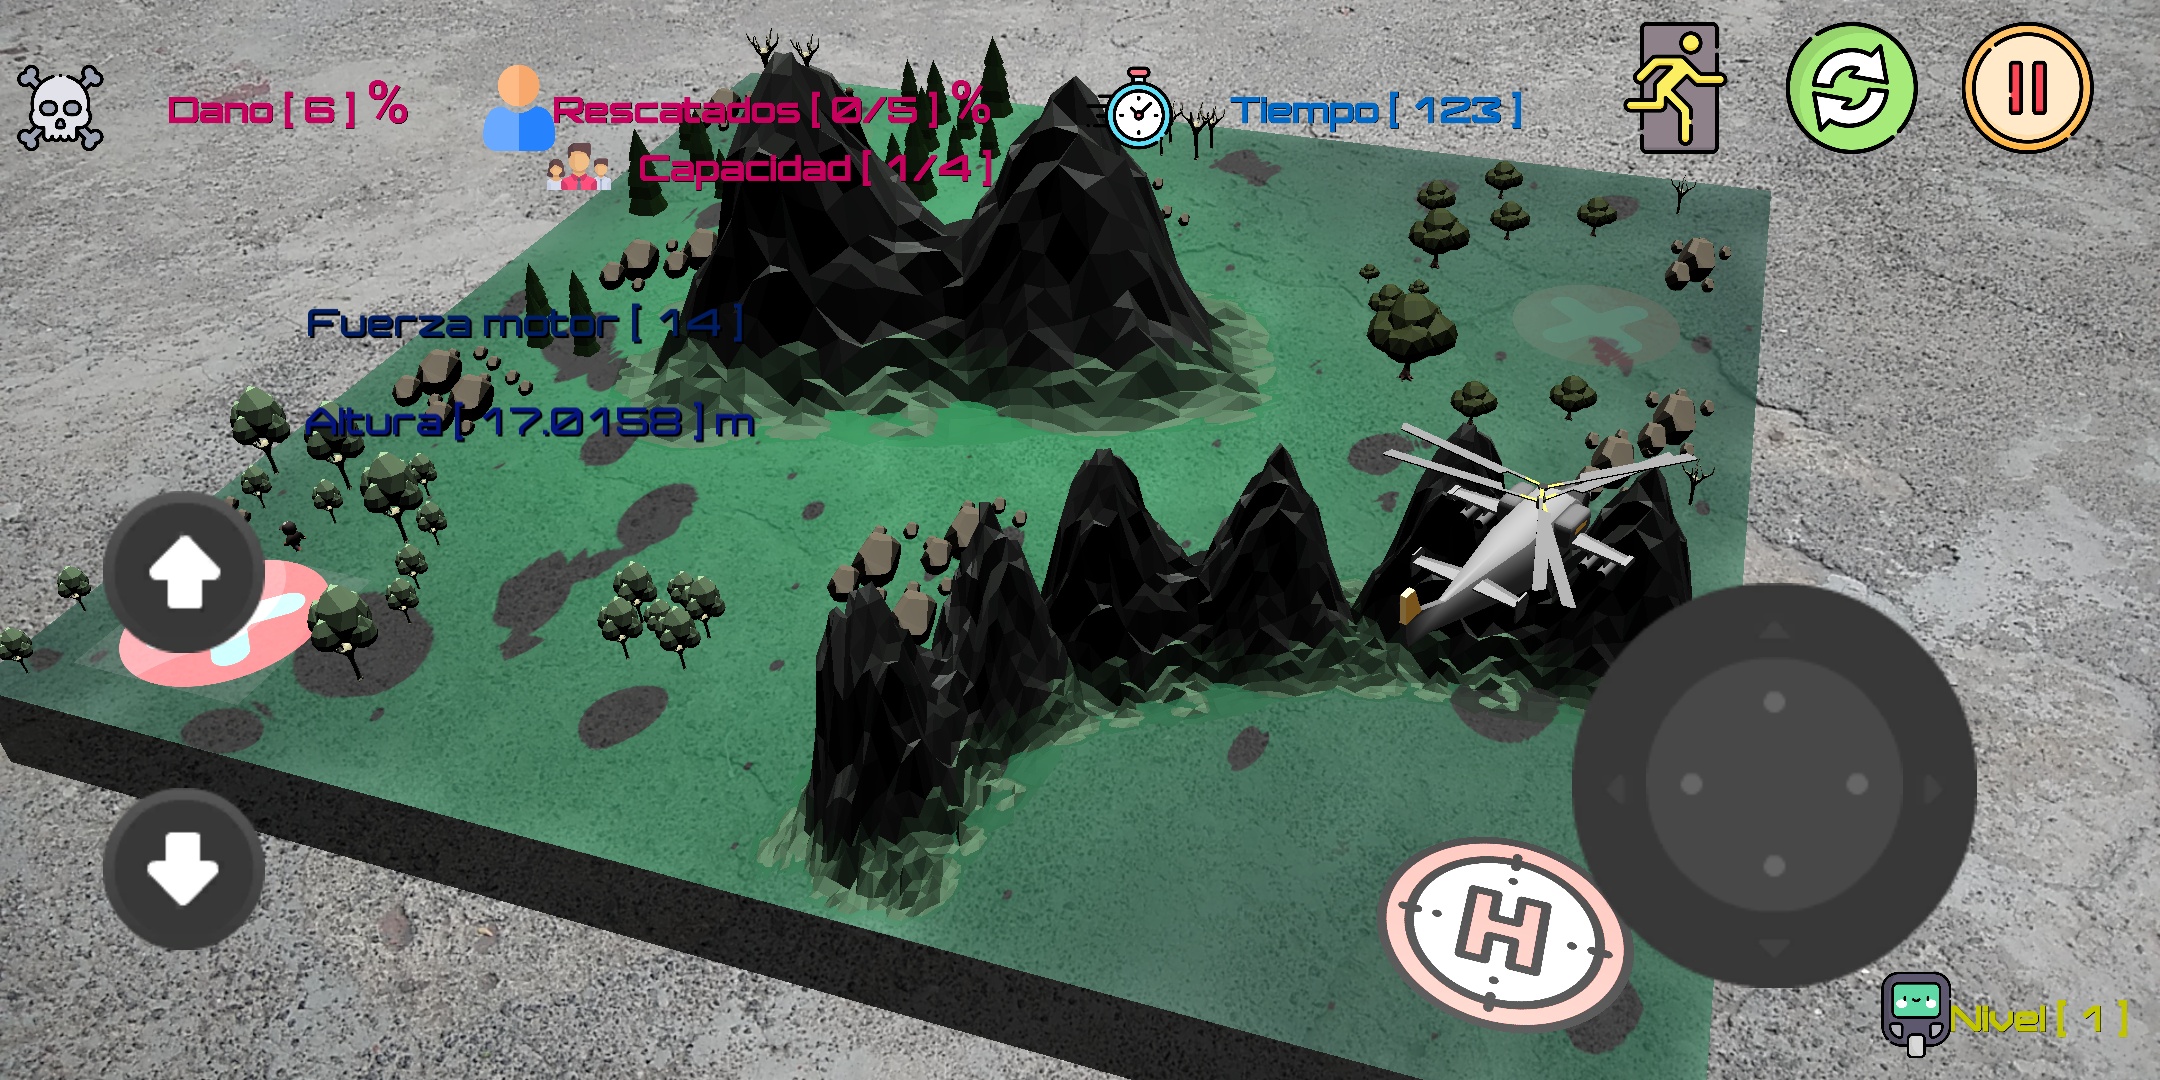 Dano [ 6 ] %
Rescatados [ 0/5 ] %
Tiempo [ 123 ]
Capacidad [ 1/4 ]
Fuerza motor [ 14 ]
Altura [ 17.0158 ] m
H
Nivel [ 1 ]